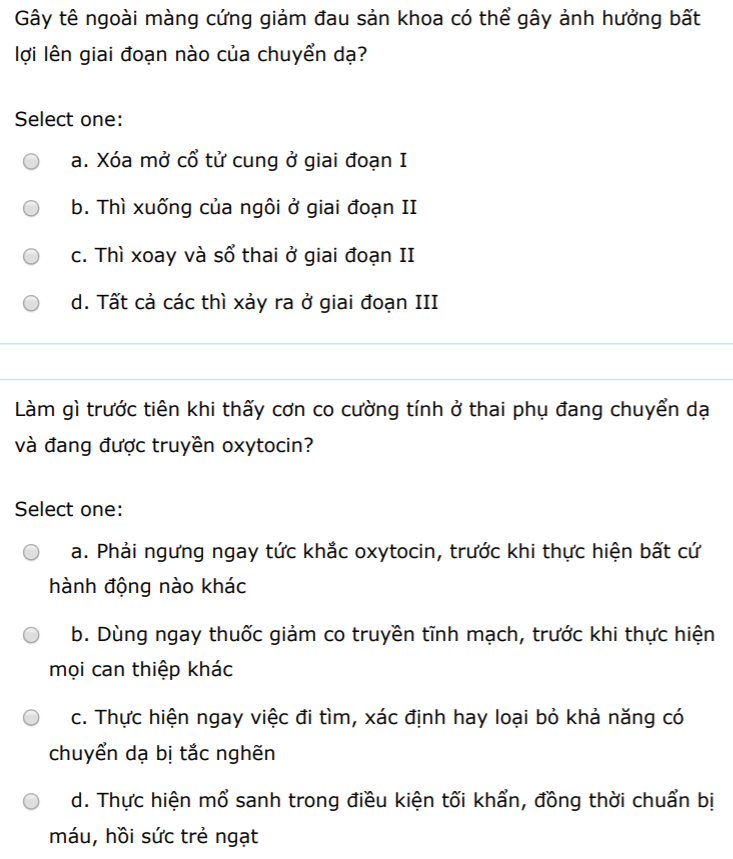 Gây tê ngoài màng cứng giảm đau sản khoa có thể gây ảnh hưởng bất
lợi lên giai đoạn nào của chuyển dạ?
Select one:
a. Xóa mở cổ tử cung ở giai đoạn I
b. Thì xuống của ngôi ở giai đoạn II
c. Thì xoay và sổ thai ở giai đoạn II
d. Tất cả các thì xảy ra ở giai đoạn III
Làm gì trước tiên khi thấy cơn co cường tính ở thai phụ đang chuyển dạ
và đang được truyền oxytocin?
Select one:
a. Phải ngưng ngay tức khắc oxytocin, trước khi thực hiện bất cứ
hành động nào khác
b. Dùng ngay thuốc giảm co truyền tĩnh mạch, trước khi thực hiện
mọi can thiệp khác
c. Thực hiện ngay việc đi tìm, xác định hay loại bỏ khả năng có
chuyển dạ bị tắc nghẽn
d. Thực hiện mổ sanh trong điều kiện tối khẩn, đồng thời chuẩn bị
máu, hồi sức trẻ ngạt